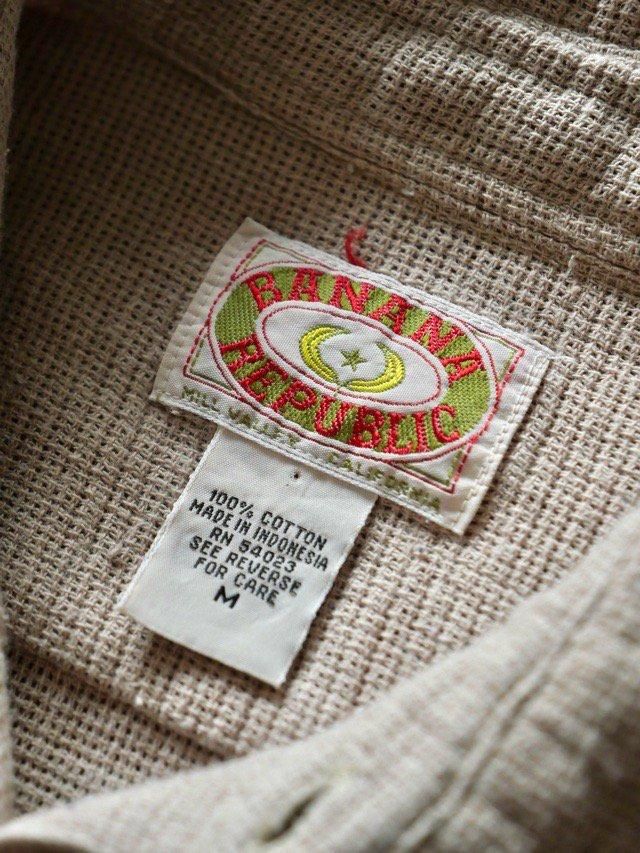 BANANA
REPUBLIC
MILL VALLEY CALIFORNIA
100% COTTON
MADE IN INDONESIA
RN 54023
SEE REVERSE
FOR CARE
M